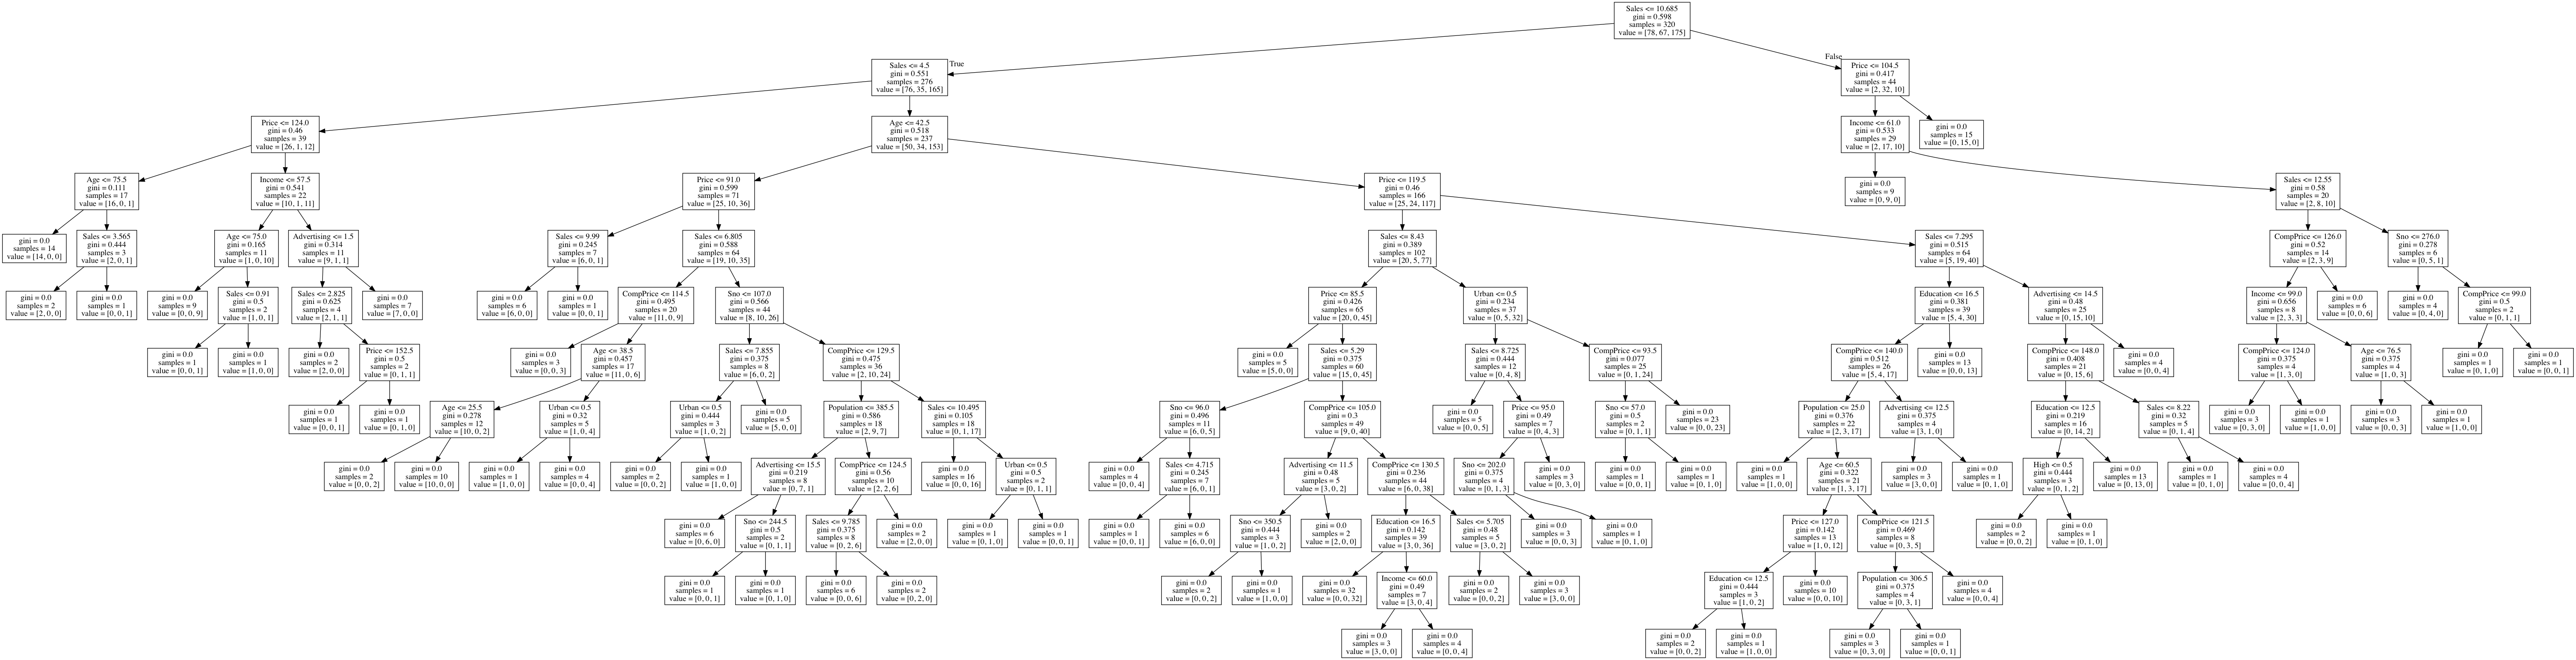 Sales <= 10.685
gini = 0.598
samples = 320
value = [78, 67, 175]
True
False
Sales <= 4.5
gini = 0.551
samples = 276
value = [76, 35, 165]
Price <= 104.5
gini = 0.417
samples = 44
value = [2, 32, 10]
Price <= 124.0
gini = 0.46
samples = 39
value = [26, 1, 12]
Age <= 42.5
gini = 0.518
samples = 237
value = [50, 34, 153]
Income <= 61.0
gini = 0.533
samples = 29
value = [2, 17, 10]
gini = 0.0
samples = 15
value = [0, 15, 0]
Age <= 75.5
gini = 0.111
samples = 17
value = [16, 0, 1]
Income <= 57.5
gini = 0.541
samples = 22
value = [10, 1, 11]
Price <= 91.0
gini = 0.599
samples = 71
value = [25, 10, 36]
Price <= 119.5
gini = 0.46
samples = 166
value = [25, 24, 117]
gini = 0.0
samples = 9
value = [0, 9, 0]
Sales <= 12.55
gini = 0.58
samples = 20
value = [2, 8, 10]
gini = 0.0
samples = 14
value = [14, 0, 0]
Sales <= 3.565
gini = 0.444
samples = 3
value = [2, 0, 1]
Age <= 75.0
gini = 0.165
samples = 11
value = [1, 0, 10]
Advertising <= 1.5
gini = 0.314
samples = 11
value = [9, 1, 1]
Sales <= 9.99
gini = 0.245
samples = 7
value = [6, 0, 1]
Sales <= 6.805
gini = 0.588
samples = 64
value = [19, 10, 35]
Sales <= 8.43
gini = 0.389
samples = 102
value = [20, 5, 77]
Sales <= 7.295
gini = 0.515
samples = 64
value = [5, 19, 40]
CompPrice <= 126.0
gini = 0.52
samples = 14
value = [2, 3, 9]
Sno <= 276.0
gini = 0.278
samples = 6
value = [0, 5, 1]
gini = 0.0
samples = 2
value = [2, 0, 0]
gini = 0.0
samples = 1
value = [0, 0, 1]
gini = 0.0
samples = 9
value = [0, 0, 9]
Sales <= 0.91
gini = 0.5
samples = 2
value = [1, 0, 1]
Sales <= 2.825
gini = 0.625
samples = 4
value = [2, 1, 1]
gini = 0.0
samples = 7
value = [7, 0, 0]
gini = 0.0
samples = 6
value = [6, 0, 0]
gini = 0.0
samples = 1
value = [0, 0, 1]
CompPrice <= 114.5
gini = 0.495
samples = 20
value = [11, 0, 9]
Sno <= 107.0
gini = 0.566
samples = 44
value = [8, 10, 26]
Price <= 85.5
gini = 0.426
samples = 65
value = [20, 0, 45]
Urban <= 0.5
gini = 0.234
samples = 37
value = [0, 5, 32]
Education <= 16.5
gini = 0.381
samples = 39
value = [5, 4, 30]
Advertising <= 14.5
gini = 0.48
samples = 25
value = [0, 15, 10]
Income <= 99.0
gini = 0.656
samples = 8
value = [2, 3, 3]
gini = 0.0
samples = 6
value = [0, 0, 6]
gini = 0.0
samples = 4
value = [0, 4, 0]
CompPrice <= 99.0
gini = 0.5
samples = 2
value = [0, 1, 1]
gini = 0.0
samples = 1
value = [0, 0, 1]
gini = 0.0
samples = 1
value = [1, 0, 0]
gini = 0.0
samples = 2
value = [2, 0, 0]
Price <= 152.5
gini = 0.5
samples = 2
value = [0, 1, 1]
gini = 0.0
samples = 3
value = [0, 0, 3]
Age <= 38.5
gini = 0.457
samples = 17
value = [11, 0, 6]
Sales <= 7.855
gini = 0.375
samples = 8
value = [6, 0, 2]
CompPrice <= 129.5
gini = 0.475
samples = 36
value = [2, 10, 24]
gini = 0.0
samples = 5
value = [5, 0, 0]
Sales <= 5.29
gini = 0.375
samples = 60
value = [15, 0, 45]
Sales <= 8.725
gini = 0.444
samples = 12
value = [0, 4, 8]
CompPrice <= 93.5
gini = 0.077
samples = 25
value = [0, 1, 24]
CompPrice <= 140.0
gini = 0.512
samples = 26
value = [5, 4, 17]
gini = 0.0
samples = 13
value = [0, 0, 13]
CompPrice <= 148.0
gini = 0.408
samples = 21
value = [0, 15, 6]
gini = 0.0
samples = 4
value = [0, 0, 4]
CompPrice <= 124.0
gini = 0.375
samples = 4
value = [1, 3, 0]
Age <= 76.5
gini = 0.375
samples = 4
value = [1, 0, 3]
gini = 0.0
samples = 1
value = [0, 1, 0]
gini = 0.0
samples = 1
value = [0, 0, 1]
gini = 0.0
samples = 1
value = [0, 0, 1]
gini = 0.0
samples = 1
value = [0, 1, 0]
Age <= 25.5
gini = 0.278
samples = 12
value = [10, 0, 2]
Urban <= 0.5
gini = 0.32
samples = 5
value = [1, 0, 4]
Urban <= 0.5
gini = 0.444
samples = 3
value = [1, 0, 2]
gini = 0.0
samples = 5
value = [5, 0, 0]
Population <= 385.5
gini = 0.586
samples = 18
value = [2, 9, 7]
Sales <= 10.495
gini = 0.105
samples = 18
value = [0, 1, 17]
Sno <= 96.0
gini = 0.496
samples = 11
value = [6, 0, 5]
CompPrice <= 105.0
gini = 0.3
samples = 49
value = [9, 0, 40]
gini = 0.0
samples = 5
value = [0, 0, 5]
Price <= 95.0
gini = 0.49
samples = 7
value = [0, 4, 3]
Sno <= 57.0
gini = 0.5
samples = 2
value = [0, 1, 1]
gini = 0.0
samples = 23
value = [0, 0, 23]
Population <= 25.0
gini = 0.376
samples = 22
value = [2, 3, 17]
Advertising <= 12.5
gini = 0.375
samples = 4
value = [3, 1, 0]
Education <= 12.5
gini = 0.219
samples = 16
value = [0, 14, 2]
Sales <= 8.22
gini = 0.32
samples = 5
value = [0, 1, 4]
gini = 0.0
samples = 3
value = [0, 3, 0]
gini = 0.0
samples = 1
value = [1, 0, 0]
gini = 0.0
samples = 3
value = [0, 0, 3]
gini = 0.0
samples = 1
value = [1, 0, 0]
gini = 0.0
samples = 2
value = [0, 0, 2]
gini = 0.0
samples = 10
value = [10, 0, 0]
gini = 0.0
samples = 1
value = [1, 0, 0]
gini = 0.0
samples = 4
value = [0, 0, 4]
gini = 0.0
samples = 2
value = [0, 0, 2]
gini = 0.0
samples = 1
value = [1, 0, 0]
Advertising <= 15.5
gini = 0.219
samples = 8
value = [0, 7, 1]
CompPrice <= 124.5
gini = 0.56
samples = 10
value = [2, 2, 6]
gini = 0.0
samples = 16
value = [0, 0, 16]
Urban <= 0.5
gini = 0.5
samples = 2
value = [0, 1, 1]
gini = 0.0
samples = 4
value = [0, 0, 4]
Sales <= 4.715
gini = 0.245
samples = 7
value = [6, 0, 1]
Advertising <= 11.5
gini = 0.48
samples = 5
value = [3, 0, 2]
CompPrice <= 130.5
gini = 0.236
samples = 44
value = [6, 0, 38]
Sno <= 202.0
gini = 0.375
samples = 4
value = [0, 1, 3]
gini = 0.0
samples = 3
value = [0, 3, 0]
gini = 0.0
samples = 1
value = [0, 0, 1]
gini = 0.0
samples = 1
value = [0, 1, 0]
gini = 0.0
samples = 1
value = [1, 0, 0]
Age <= 60.5
gini = 0.322
samples = 21
value = [1, 3, 17]
gini = 0.0
samples = 3
value = [3, 0, 0]
gini = 0.0
samples = 1
value = [0, 1, 0]
High <= 0.5
gini = 0.444
samples = 3
value = [0, 1, 2]
gini = 0.0
samples = 13
value = [0, 13, 0]
gini = 0.0
samples = 1
value = [0, 1, 0]
gini = 0.0
samples = 4
value = [0, 0, 4]
gini = 0.0
samples = 6
value = [0, 6, 0]
Sno <= 244.5
gini = 0.5
samples = 2
value = [0, 1, 1]
Sales <= 9.785
gini = 0.375
samples = 8
value = [0, 2, 6]
gini = 0.0
samples = 2
value = [2, 0, 0]
gini = 0.0
samples = 1
value = [0, 1, 0]
gini = 0.0
samples = 1
value = [0, 0, 1]
gini = 0.0
samples = 1
value = [0, 0, 1]
gini = 0.0
samples = 6
value = [6, 0, 0]
Sno <= 350.5
gini = 0.444
samples = 3
value = [1, 0, 2]
gini = 0.0
samples = 2
value = [2, 0, 0]
Education <= 16.5
gini = 0.142
samples = 39
value = [3, 0, 36]
Sales <= 5.705
gini = 0.48
samples = 5
value = [3, 0, 2]
gini = 0.0
samples = 3
value = [0, 0, 3]
gini = 0.0
samples = 1
value = [0, 1, 0]
Price <= 127.0
gini = 0.142
samples = 13
value = [1, 0, 12]
CompPrice <= 121.5
gini = 0.469
samples = 8
value = [0, 3, 5]
gini = 0.0
samples = 2
value = [0, 0, 2]
gini = 0.0
samples = 1
value = [0, 1, 0]
gini = 0.0
samples = 1
value = [0, 0, 1]
gini = 0.0
samples = 1
value = [0, 1, 0]
gini = 0.0
samples = 6
value = [0, 0, 6]
gini = 0.0
samples = 2
value = [0, 2, 0]
gini = 0.0
samples = 2
value = [0, 0, 2]
gini = 0.0
samples = 1
value = [1, 0, 0]
gini = 0.0
samples = 32
value = [0, 0, 32]
Income <= 60.0
gini = 0.49
samples = 7
value = [3, 0, 4]
gini = 0.0
samples = 2
value = [0, 0, 2]
gini = 0.0
samples = 3
value = [3, 0, 0]
Education <= 12.5
gini = 0.444
samples = 3
value = [1, 0, 2]
gini = 0.0
samples = 10
value = [0, 0, 10]
Population <= 306.5
gini = 0.375
samples = 4
value = [0, 3, 1]
gini = 0.0
samples = 4
value = [0, 0, 4]
gini = 0.0
samples = 3
value = [3, 0, 0]
gini = 0.0
samples = 4
value = [0, 0, 4]
gini = 0.0
samples = 2
value = [0, 0, 2]
gini = 0.0
samples = 1
value = [1, 0, 0]
gini = 0.0
samples = 3
value = [0, 3, 0]
gini = 0.0
samples = 1
value = [0, 0, 1]